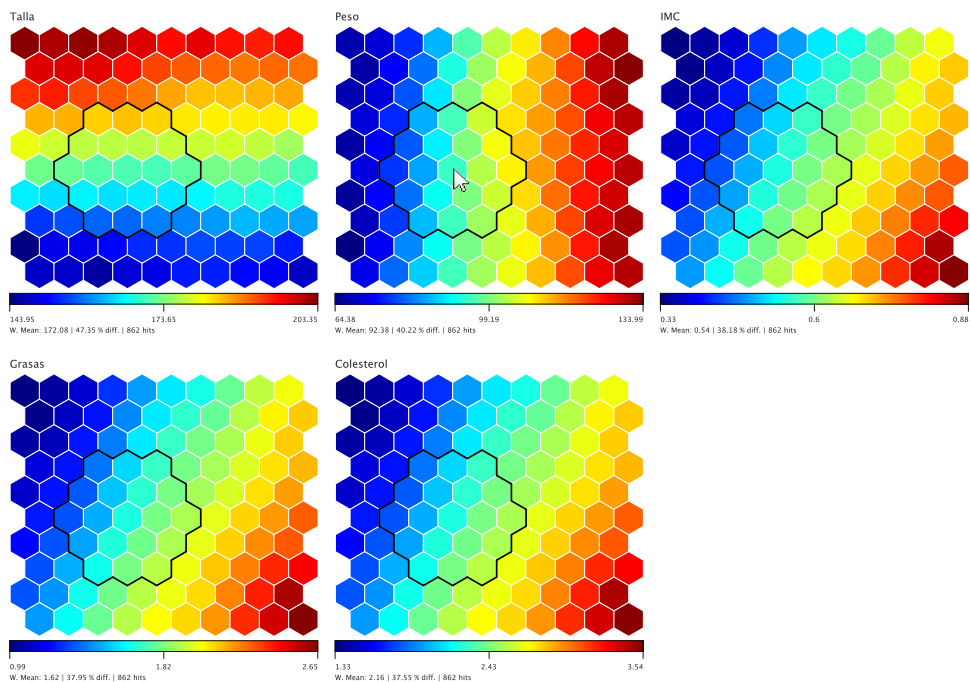 Talla
Peso
IMC
143.95 173.65 203.35
W. Mean: 172.08 | 47.35 % diff. | 862 hits
64.38 99.19 133.99
W. Mean: 92.38 | 40.22 % diff. | 862 hits
0.33 0.6 0.88
W. Mean: 0.54 | 38.18 % diff. | 862 hits
Grasas
Colesterol
0.99 1.82 2.65
W. Mean: 1.62 | 37.95 % diff. | 862 hits
1.33 2.43 3.54
W. Mean: 2.16 | 37.55 % diff. | 862 hits